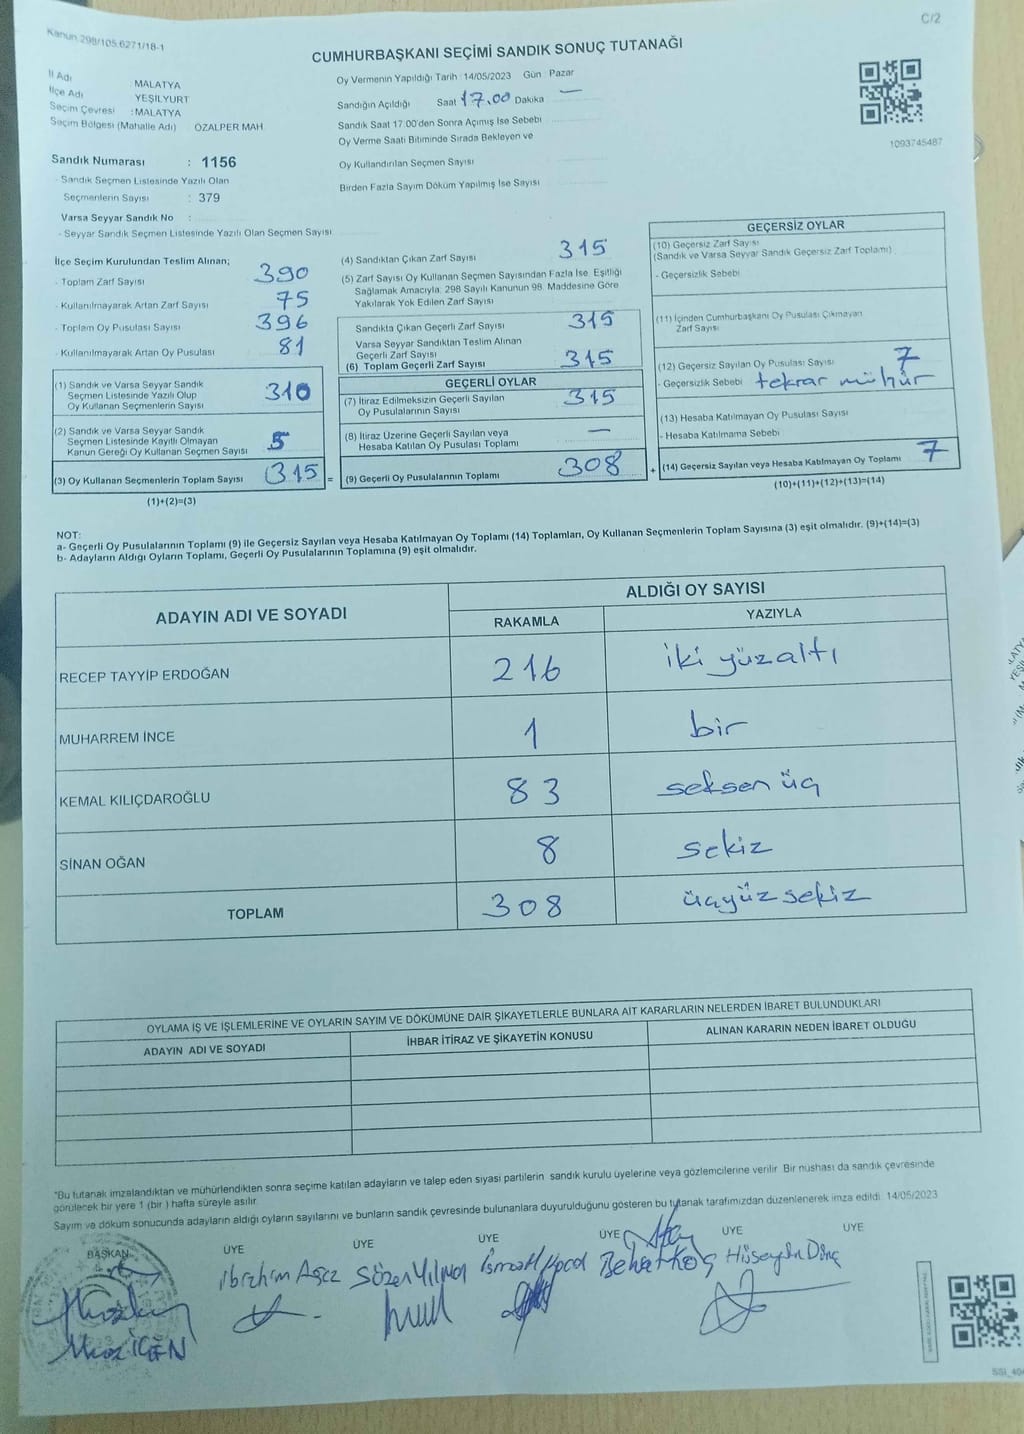 Kanun 298/105.6271/18-1
C/2
CUMHURBAŞKANI SEÇİMİ SANDIK SONUÇ TUTANAĞI
İl Adı MALATYA
İlçe Adı YEŞİLYURT
Seçim Çevresi : MALATYA
Seçim Bölgesi (Mahalle Adı) ÖZALPER MAH
Oy Vermenin Yapıldığı Tarih 14/05/2023 Gün Pazar
Sandığın Açıldığı Saat 17.00 Dakika —
Sandık Saat 17:00'den Sonra Açımış İse Sebebi
Oy Verme Saati Bitiminde Sırada Bekleyen ve
Oy Kullandırılan Seçmen Sayısı
Birden Fazla Sayım Döküm Yapılmış İse Sayısı
1093745487
Sandık Numarası : 1156
- Sandık Seçmen Listesinde Yazılı Olan
Seçmenlerin Sayısı : 379
Varsa Seyyar Sandık No :
- Seyyar Sandık Seçmen Listesinde Yazılı Olan Seçmen Sayısı
İlçe Seçim Kurulundan Teslim Alınan;
- Toplam Zarf Sayısı 390
- Kullanılmayarak Artan Zarf Sayısı 75
- Toplam Oy Pusulası Sayısı 396
- Kullanılmayarak Artan Oy Pusulası 81
(1) Sandık ve Varsa Seyyar Sandık
Seçmen Listesinde Yazılı Olup
Oy Kullanan Seçmenlerin Sayısı 310
(2) Sandık ve Varsa Seyyar Sandık
Seçmen Listesinde Kayıtlı Olmayan
Kanun Gereği Oy Kullanan Seçmen Sayısı 5
(3) Oy Kullanan Seçmenlerin Toplam Sayısı 315 =
(1)+(2)=(3)
(4) Sandıktan Çıkan Zarf Sayısı 315
(5) Zarf Sayısı Oy Kullanan Seçmen Sayısından Fazla İse, Eşitliği
Sağlamak Amacıyla, 298 Sayılı Kanunun 98. Maddesine Göre
Yakılarak Yok Edilen Zarf Sayısı
Sandıkta Çıkan Geçerli Zarf Sayısı 315
Varsa Seyyar Sandıktan Teslim Alınan
Geçerli Zarf Sayısı
(6) Toplam Geçerli Zarf Sayısı 315
GEÇERLİ OYLAR
(7) İtiraz Edilmeksizin Geçerli Sayılan
Oy Pusulalarının Sayısı 315
(8) İtiraz Üzerine Geçerli Sayılan veya
Hesaba Katılan Oy Pusulası Toplamı —
(9) Geçerli Oy Pusulalarının Toplamı 308 +
GEÇERSİZ OYLAR
(10) Geçersiz Zarf Sayısı
(Sandık ve Varsa Seyyar Sandık Geçersiz Zarf Toplamı)
- Geçersizlik Sebebi
(11) İçinden Cumhurbaşkanı Oy Pusulası Çıkmayan
Zarf Sayısı
(12) Geçersiz Sayılan Oy Pusulası Sayısı 7
- Geçersizlik Sebebi tekrar mühür
(13) Hesaba Katılmayan Oy Pusulası Sayısı
- Hesaba Katılmama Sebebi
(14) Geçersiz Sayılan veya Hesaba Katılmayan Oy Toplamı 7
(10)+(11)+(12)+(13)=(14)
NOT:
a- Geçerli Oy Pusulalarının Toplamı (9) ile Geçersiz Sayılan veya Hesaba Katılmayan Oy Toplamı (14) Toplamları, Oy Kullanan Seçmenlerin Toplam Sayısına (3) eşit olmalıdır. (9)+(14)=(3)
b- Adayların Aldığı Oyların Toplamı, Geçerli Oy Pusulalarının Toplamına (9) eşit olmalıdır.
ADAYIN ADI VE SOYADI ALDIĞI OY SAYISI
RAKAMLA YAZIYLA
RECEP TAYYİP ERDOĞAN 216 iki yüz altı
MUHARREM İNCE 1 bir
KEMAL KILIÇDAROĞLU 83 seksen üç
SİNAN OĞAN 8 sekiz
TOPLAM 308 üçyüz sekiz
OYLAMA İŞ VE İŞLEMLERİNE VE OYLARIN SAYIM VE DÖKÜMÜNE DAİR ŞİKAYETLERLE BUNLARA AİT KARARLARIN NELERDEN İBARET BULUNDUKLARI
ADAYIN ADI VE SOYADI İHBAR İTİRAZ VE ŞİKAYETİN KONUSU ALINAN KARARIN NEDEN İBARET OLDUĞU
"Bu tutanak imzalandıktan ve mühürlendikten sonra seçime katılan adayların ve talep eden siyasi partilerin sandık kurulu üyelerine veya gözlemcilerine verilir. Bir nushası da sandık çevresinde
görülecek bir yere 1 (bir ) hafta süreyle asılır.
Sayım ve döküm sonucunda adayların aldığı oyların sayılarını ve bunların sandık çevresinde bulunanlara duyurulduğunu gösteren bu tutanak tarafımızdan düzenlenerek imza edildi. 14/05/2023
BAŞKAN ÜYE ÜYE ÜYE ÜYE ÜYE ÜYE
İbrahim Sözen Yılmaz İsmail Koç Hüseyin
İÇEN